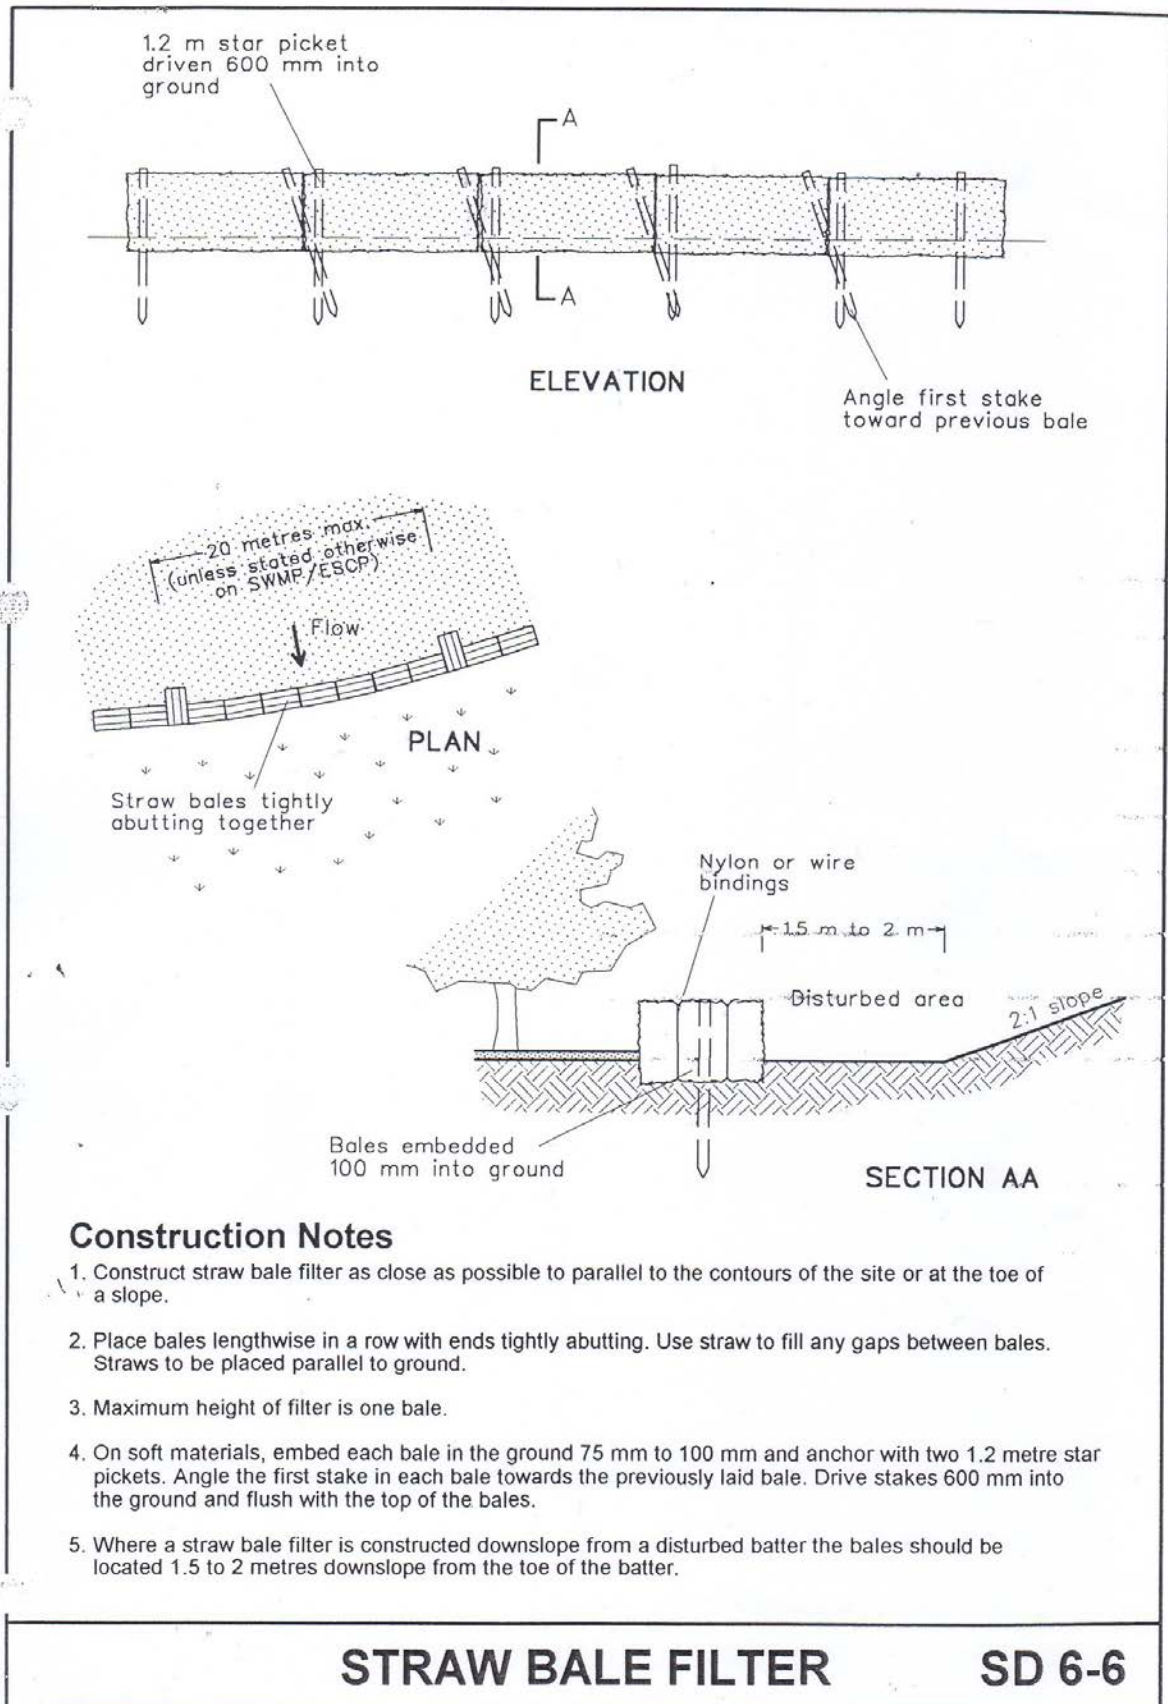 1.2 m star picket
driven 600 mm into
ground
A
A
ELEVATION
Angle first stake
toward previous bale
20 metres max.
(unless stated otherwise
on SWMP/ESCP)
Flow
PLAN
Straw bales tightly
abutting together
Nylon or wire
bindings
1.5 m to 2 m
Disturbed area
2:1 slope
Bales embedded
100 mm into ground
SECTION AA
Construction Notes
1. Construct straw bale filter as close as possible to parallel to the contours of the site or at the toe of
a slope.
2. Place bales lengthwise in a row with ends tightly abutting. Use straw to fill any gaps between bales.
Straws to be placed parallel to ground.
3. Maximum height of filter is one bale.
4. On soft materials, embed each bale in the ground 75 mm to 100 mm and anchor with two 1.2 metre star
pickets. Angle the first stake in each bale towards the previously laid bale. Drive stakes 600 mm into
the ground and flush with the top of the bales.
5. Where a straw bale filter is constructed downslope from a disturbed batter the bales should be
located 1.5 to 2 metres downslope from the toe of the batter.
STRAW BALE FILTER SD 6-6